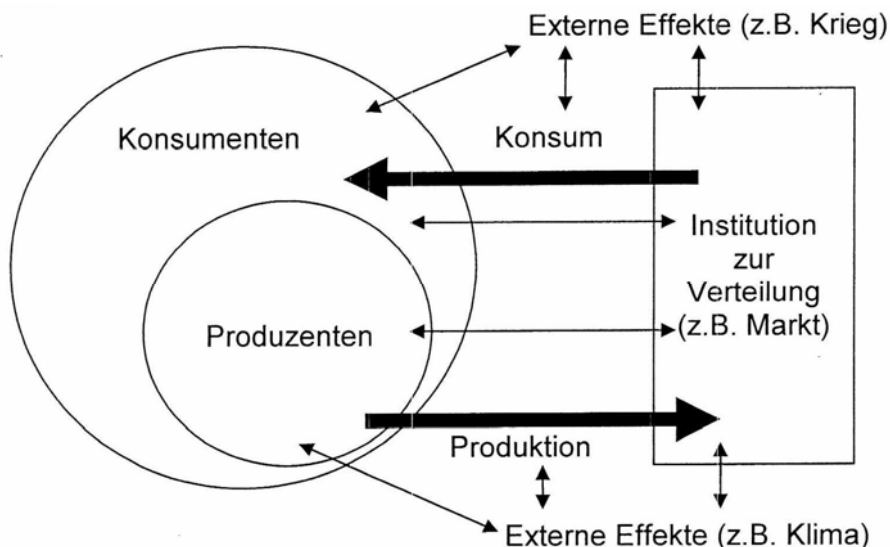 Externe Effekte (z.B. Krieg)
Konsumenten
Konsum
Institution
zur
Verteilung
(z.B. Markt)
Produzenten
Produktion
Externe Effekte (z.B. Klima)